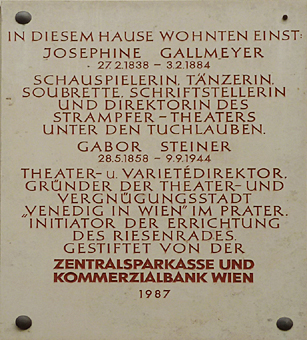 IN DIESEM HAUSE WOHNTEN EINST:
JOSEPHINE GALLMEYER
27.2.1838 – 3.2.1884
SCHAUSPIELERIN, TÄNZERIN,
SOUBRETTE, SCHRIFTSTELLERIN
UND DIREKTORIN DES
STRAMPFER – THEATERS
UNTER DEN TUCHLAUBEN.
GABOR STEINER
28.5.1858 – 9.9.1944
THEATER- u. VARIETÉDIREKTOR,
GRÜNDER DER THEATER- UND
VERGNÜGUNGSSTADT
„VENEDIG IN WIEN" IM PRATER.
INITIATOR DER ERRICHTUNG
DES RIESENRADES.
GESTIFTET VON DER
ZENTRALSPARKASSE UND
KOMMERZIALBANK WIEN
1987